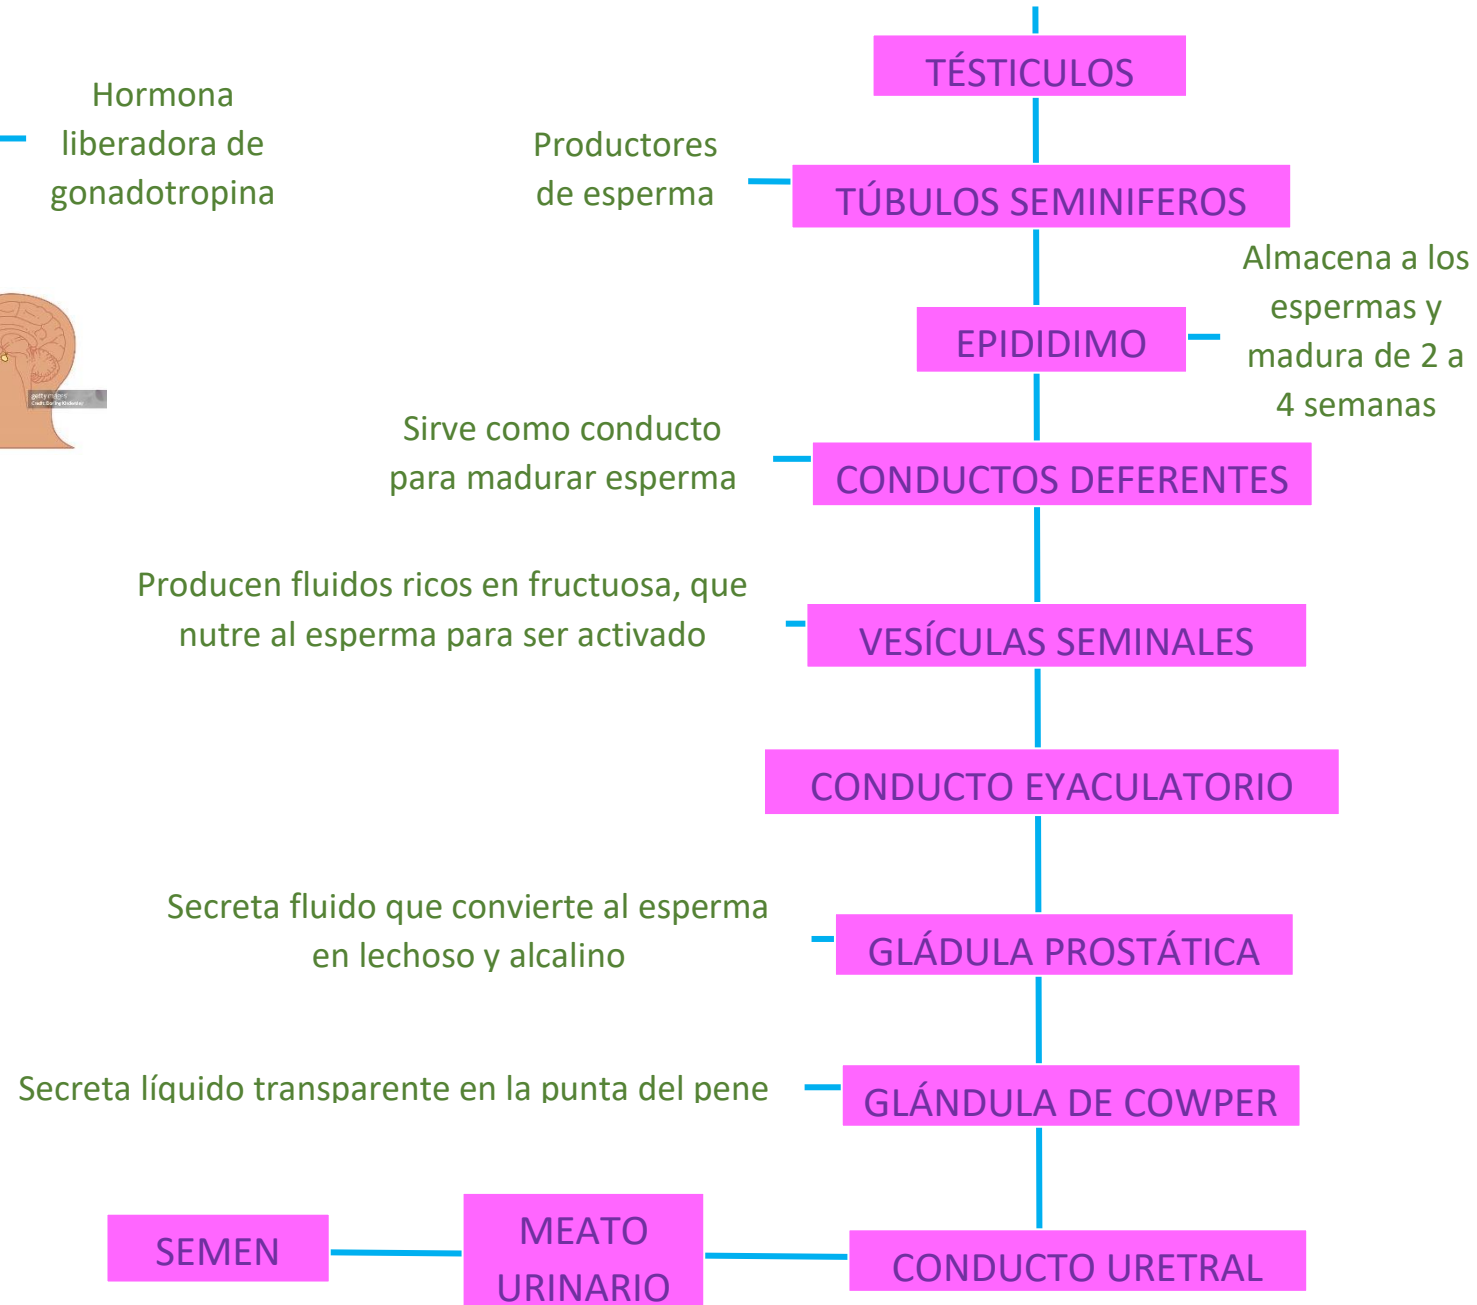 TÉSTICULOS
Hormona
liberadora de
gonadotropina
Productores
de esperma
TÚBULOS SEMINIFEROS
Almacena a los
espermas y
madura de 2 a
4 semanas
EPIDIDIMO
Sirve como conducto
para madurar esperma
CONDUCTOS DEFERENTES
Producen fluidos ricos en fructuosa, que
nutre al esperma para ser activado
VESÍCULAS SEMINALES
CONDUCTO EYACULATORIO
Secreta fluido que convierte al esperma
en lechoso y alcalino
GLÁDULA PROSTÁTICA
Secreta líquido transparente en la punta del pene
GLÁNDULA DE COWPER
SEMEN
MEATO
URINARIO
CONDUCTO URETRAL